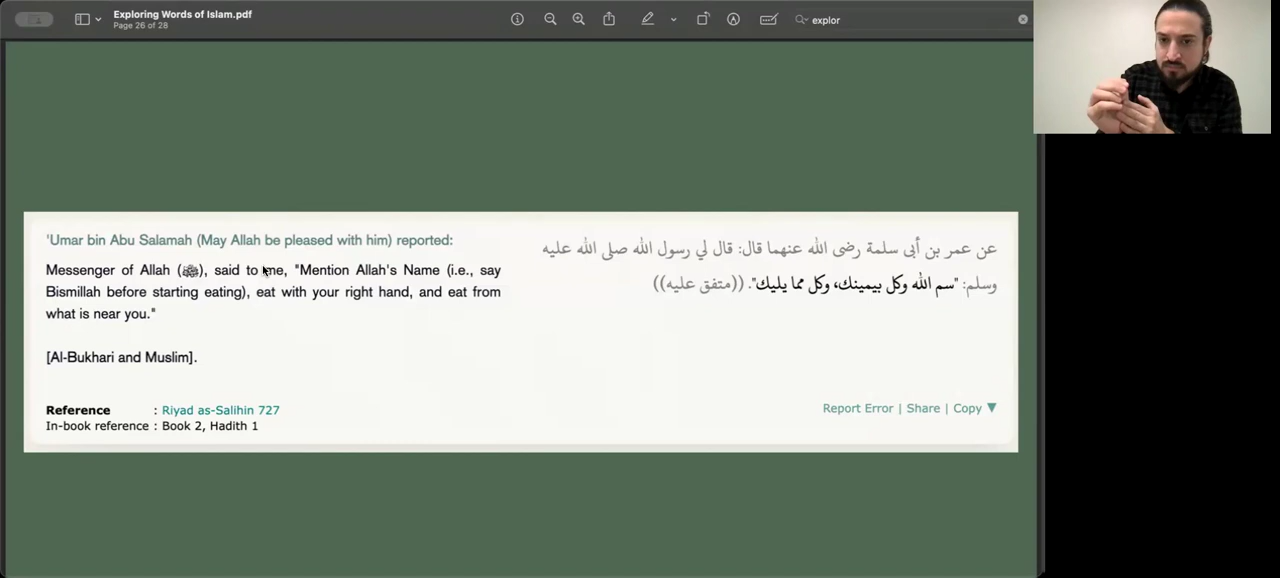 Exploring Words of Islam.pdf
Page 26 of 28
explor
'Umar bin Abu Salamah (May Allah be pleased with him) reported:
Messenger of Allah (ﷺ), said to me, "Mention Allah's Name (i.e., say
Bismillah before starting eating), eat with your right hand, and eat from
what is near you."
[Al-Bukhari and Muslim].
عن عمر بن أبى سلمة رضى الله عنهما قال: قال لي رسول الله صلى الله عليه
وسلم: "سم الله وكل بيمينك، وكل مما يليك". ((متفق عليه))
Reference : Riyad as-Salihin 727
In-book reference : Book 2, Hadith 1
Report Error | Share | Copy ▼